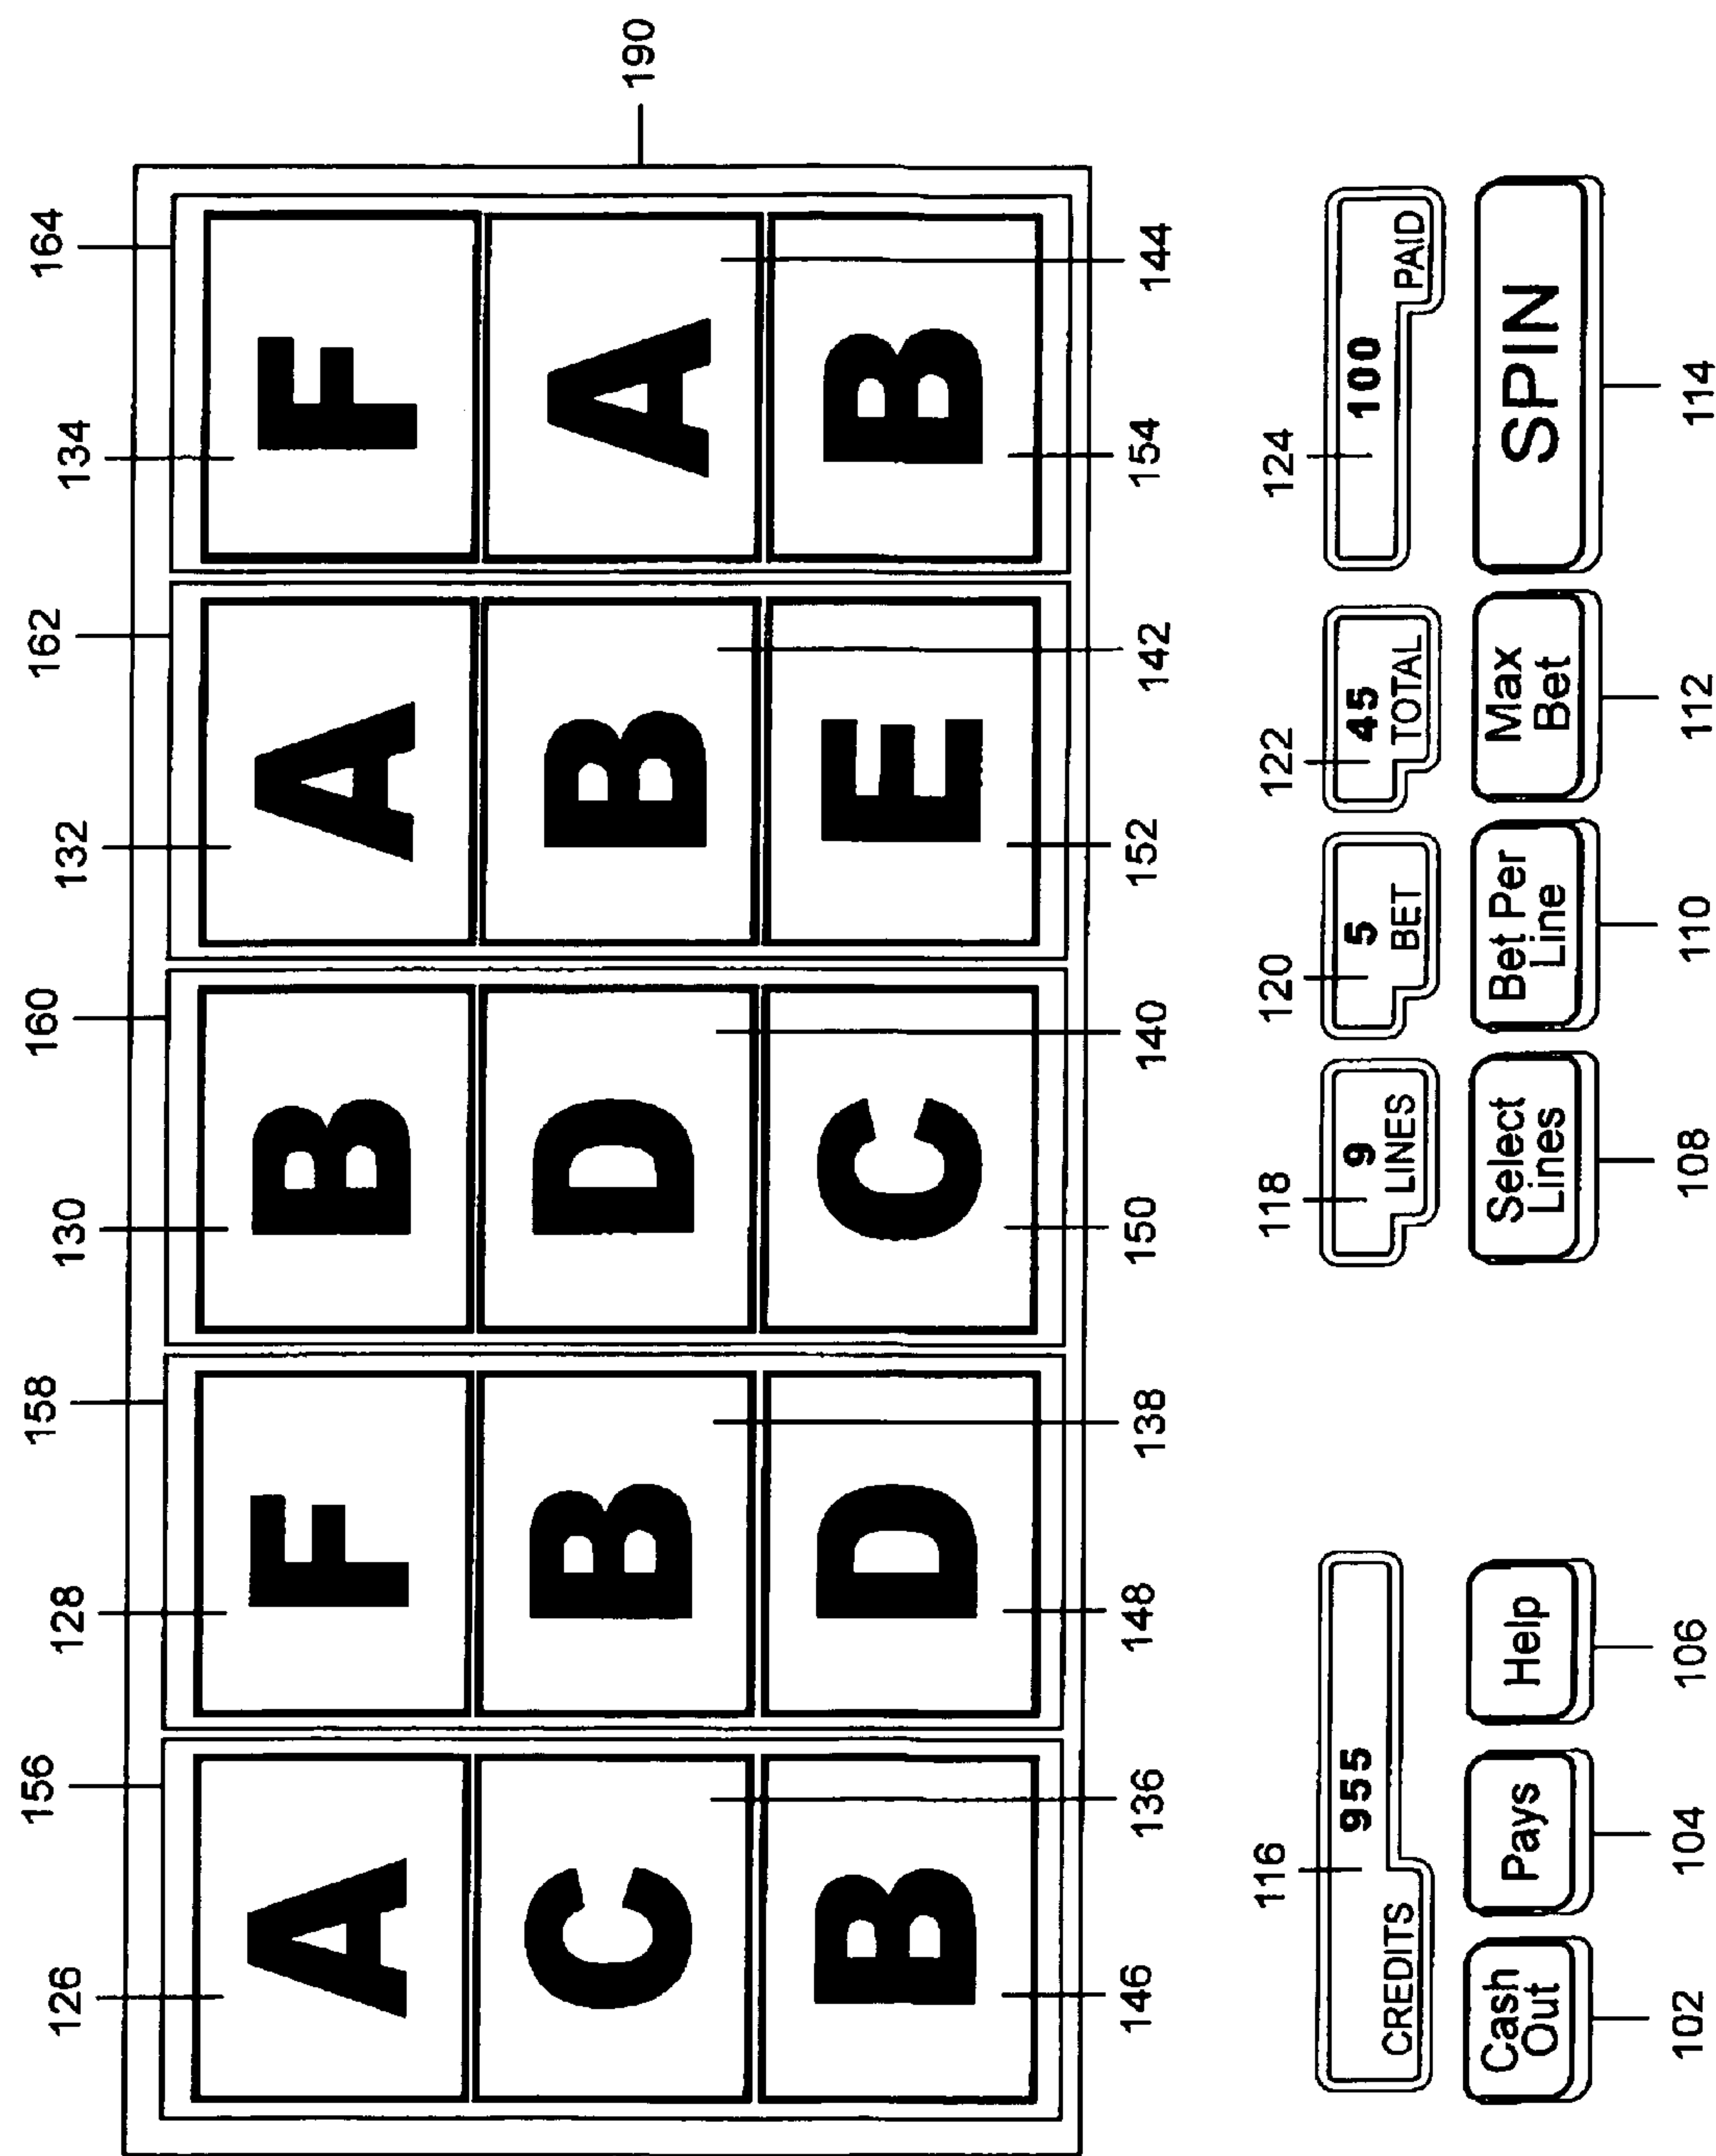 156 158 160 162 164
126 128 130 132 134
190
A F B A F
C B D B A
B D C E B
136 138 140 142 144
146 148 150 152 154
116 118 120 122 124
955 9 5 45 100
CREDITS LINES BET TOTAL PAID
Cash Out Pays Help Select Lines Bet Per Line Max Bet SPIN
102 104 106 108 110 112 114